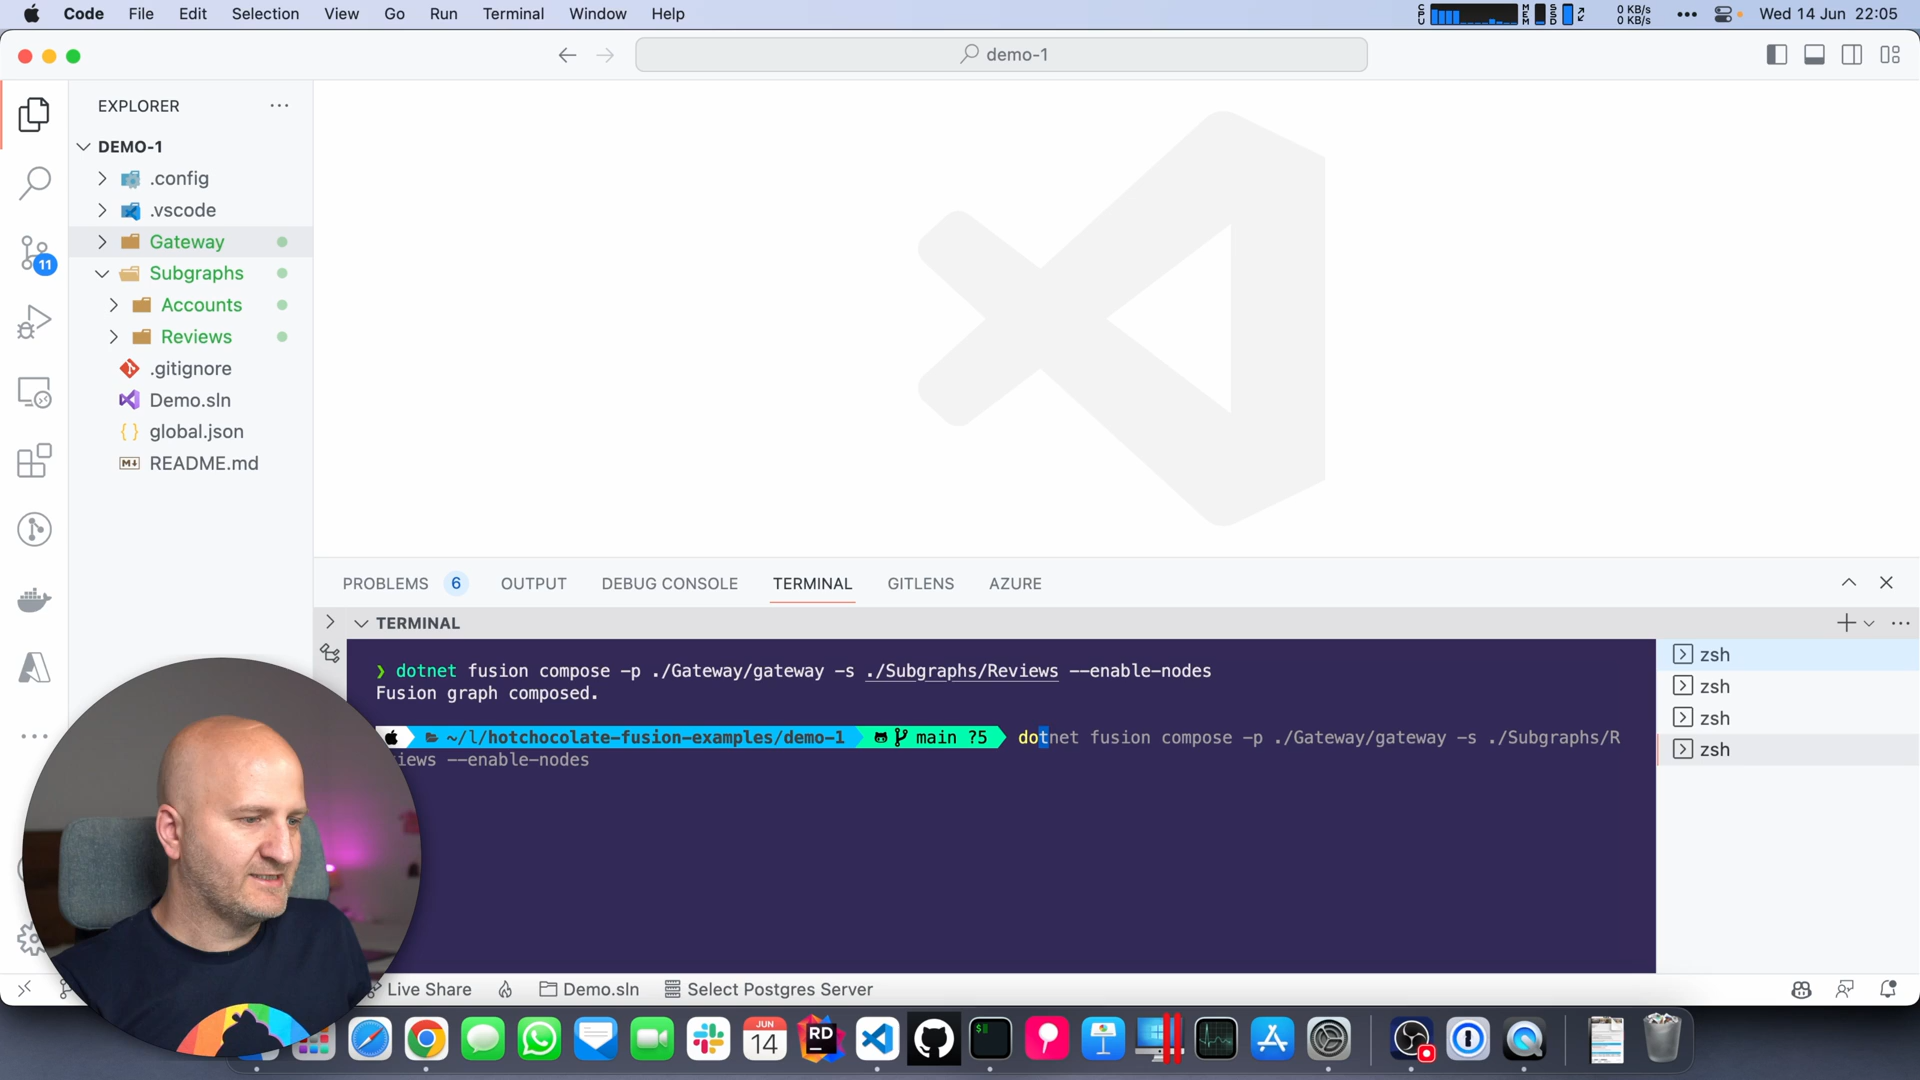 Code File Edit Selection View Go Run Terminal Window Help
CPU MEM SSD 0 KB/s 0 KB/s Wed 14 Jun 22:05
demo-1
EXPLORER
DEMO-1
.config
.vscode
Gateway
11
Subgraphs
Accounts
Reviews
.gitignore
Demo.sln
global.json
README.md
PROBLEMS 6 OUTPUT DEBUG CONSOLE TERMINAL GITLENS AZURE
TERMINAL
❯ dotnet fusion compose -p ./Gateway/gateway -s ./Subgraphs/Reviews --enable-nodes
Fusion graph composed.
~/l/hotchocolate-fusion-examples/demo-1 main ?5 dotnet fusion compose -p ./Gateway/gateway -s ./Subgraphs/R
iews --enable-nodes
zsh
zsh
zsh
zsh
Live Share Demo.sln Select Postgres Server
JUN
14
RD